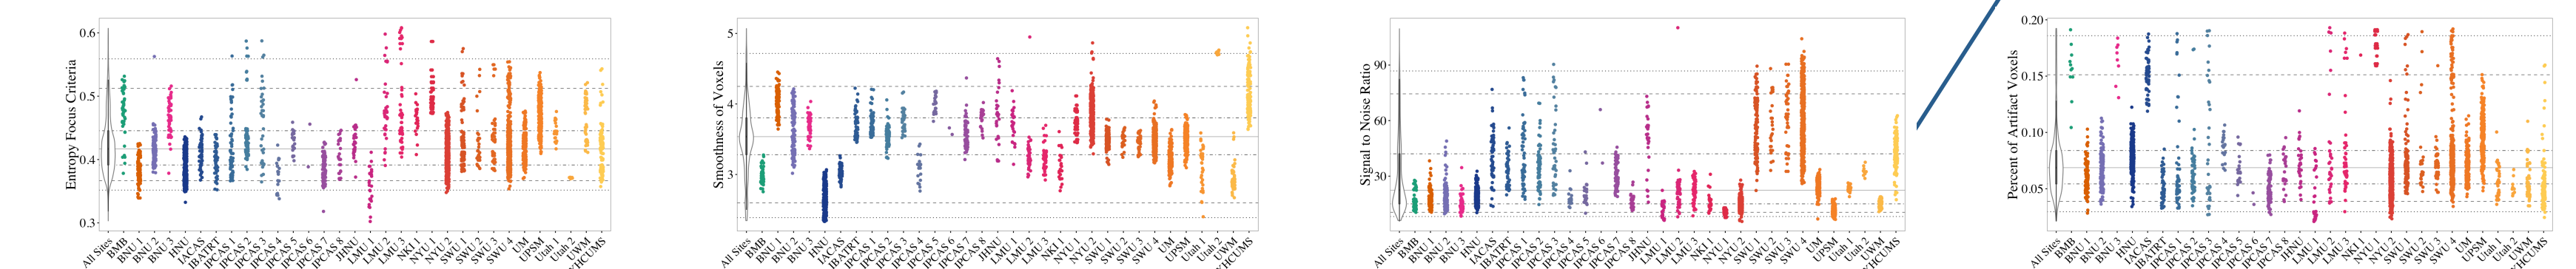 Entropy Focus Criteria
0.6
0.5
0.4
0.3
All Sites
BMB
BNU 1
BNU 2
BNU 3
HNU
IACAS
IBATRT
IPCAS 1
IPCAS 2
IPCAS 3
IPCAS 4
IPCAS 5
IPCAS 6
IPCAS 7
IPCAS 8
JHNU
LMU 1
LMU 2
LMU 3
NKI 1
NYU 1
NYU 2
SWU 1
SWU 2
SWU 3
SWU 4
UM
UPSM
Utah 1
Utah 2
UWM
XHCUMS
Smoothness of Voxels
5
4
3
All Sites
BMB
BNU 1
BNU 2
BNU 3
HNU
IACAS
IBATRT
IPCAS 1
IPCAS 2
IPCAS 3
IPCAS 4
IPCAS 5
IPCAS 6
IPCAS 7
IPCAS 8
JHNU
LMU 1
LMU 2
LMU 3
NKI 1
NYU 1
NYU 2
SWU 1
SWU 2
SWU 3
SWU 4
UM
UPSM
Utah 1
Utah 2
UWM
XHCUMS
Signal to Noise Ratio
90
60
30
All Sites
BMB
BNU 1
BNU 2
BNU 3
HNU
IACAS
IBATRT
IPCAS 1
IPCAS 2
IPCAS 3
IPCAS 4
IPCAS 5
IPCAS 6
IPCAS 7
IPCAS 8
JHNU
LMU 1
LMU 2
LMU 3
NKI 1
NYU 1
NYU 2
SWU 1
SWU 2
SWU 3
SWU 4
UM
UPSM
Utah 1
Utah 2
UWM
XHCUMS
Percent of Artifact Voxels
0.20
0.15
0.10
0.05
All Sites
BMB
BNU 1
BNU 2
BNU 3
HNU
IACAS
IBATRT
IPCAS 1
IPCAS 2
IPCAS 3
IPCAS 4
IPCAS 5
IPCAS 6
IPCAS 7
IPCAS 8
JHNU
LMU 1
LMU 2
LMU 3
NKI 1
NYU 1
NYU 2
SWU 1
SWU 2
SWU 3
SWU 4
UM
UPSM
Utah 1
Utah 2
UWM
XHCUMS